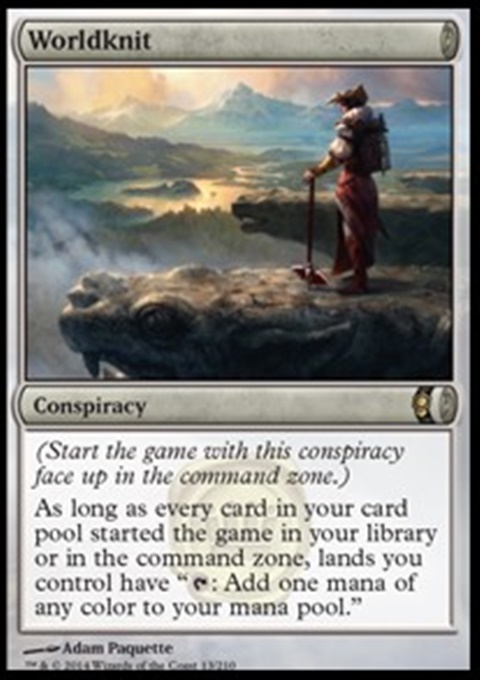 Worldknit
Conspiracy
(Start the game with this conspiracy
face up in the command zone.)
As long as every card in your card
pool started the game in your library
or in the command zone, lands you
control have “: Add one mana of
any color to your mana pool.”
Adam Paquette
™ & © 2014 Wizards of the Coast 13/210